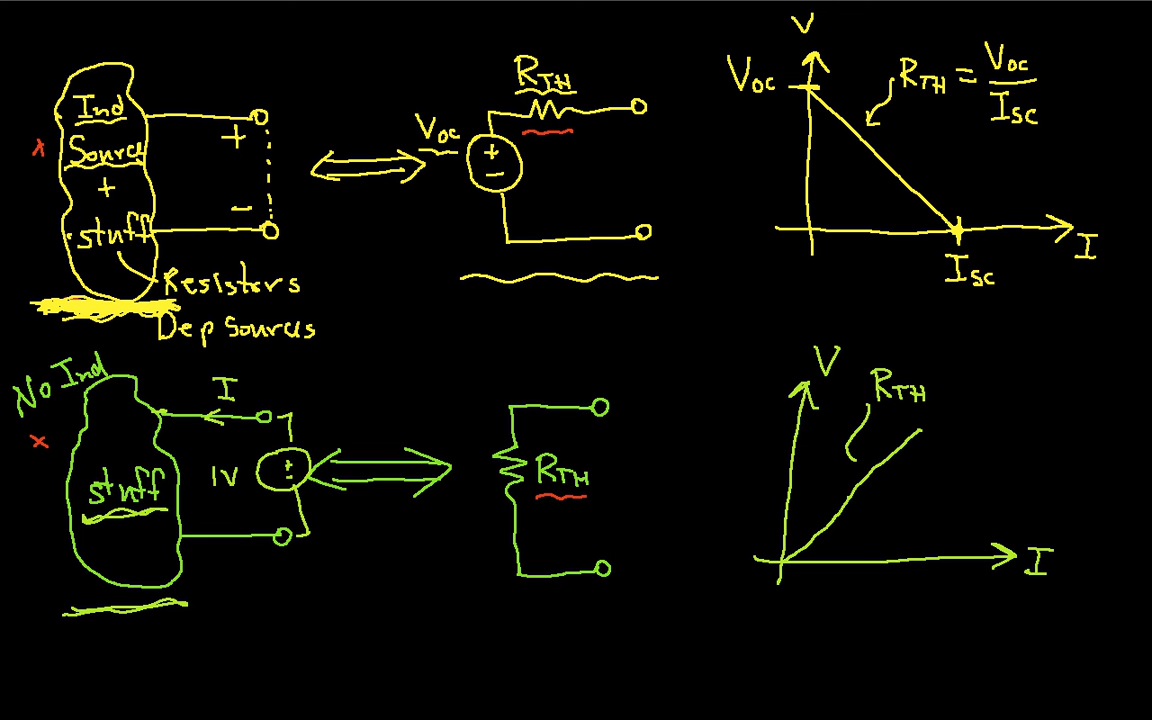 Ind
Source
+
stuff
Resistors
Dep Sources
+
-
x
Voc
RTH
+
-
V
Voc
RTH = Voc
Isc
I
Isc
No Ind
x
stuff
I
1V
+
-
RTH
V
RTH
I